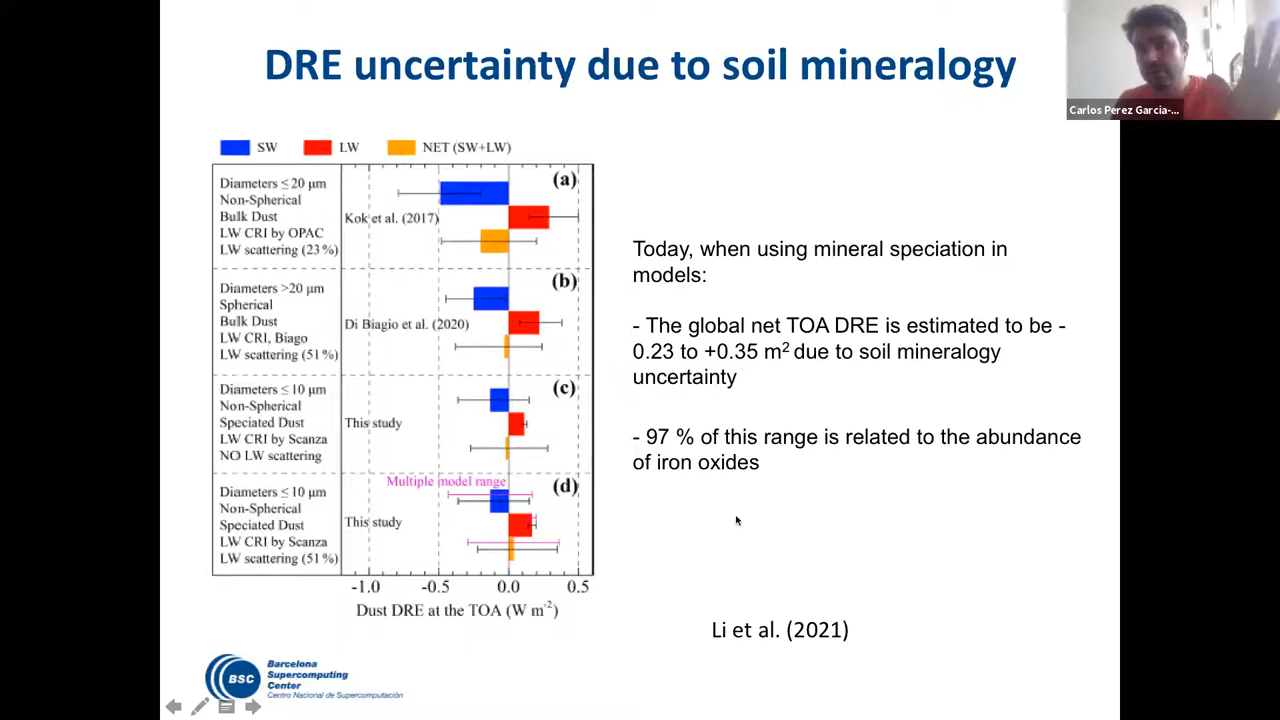 DRE uncertainty due to soil mineralogy
Carlos Perez Garcia-...
SW LW NET (SW+LW)
Diameters ≤ 20 μm
Non-Spherical
Bulk Dust
LW CRI by OPAC
LW scattering (23 %)
Kok et al. (2017)
(a)
Diameters >20 μm
Spherical
Bulk Dust
LW CRI, Biago
LW scattering (51 %)
Di Biagio et al. (2020)
(b)
Diameters ≤ 10 μm
Non-Spherical
Speciated Dust
LW CRI by Scanza
NO LW scattering
This study
(c)
Diameters ≤ 10 μm
Non-Spherical
Speciated Dust
LW CRI by Scanza
LW scattering (51 %)
This study
Multiple model range
(d)
-1.0 -0.5 0.0 0.5
Dust DRE at the TOA (W m-2)
Today, when using mineral speciation in
models:
- The global net TOA DRE is estimated to be -
0.23 to +0.35 m2 due to soil mineralogy
uncertainty
- 97 % of this range is related to the abundance
of iron oxides
Li et al. (2021)
BSC
Barcelona
Supercomputing
Center
Centro Nacional de Supercomputación